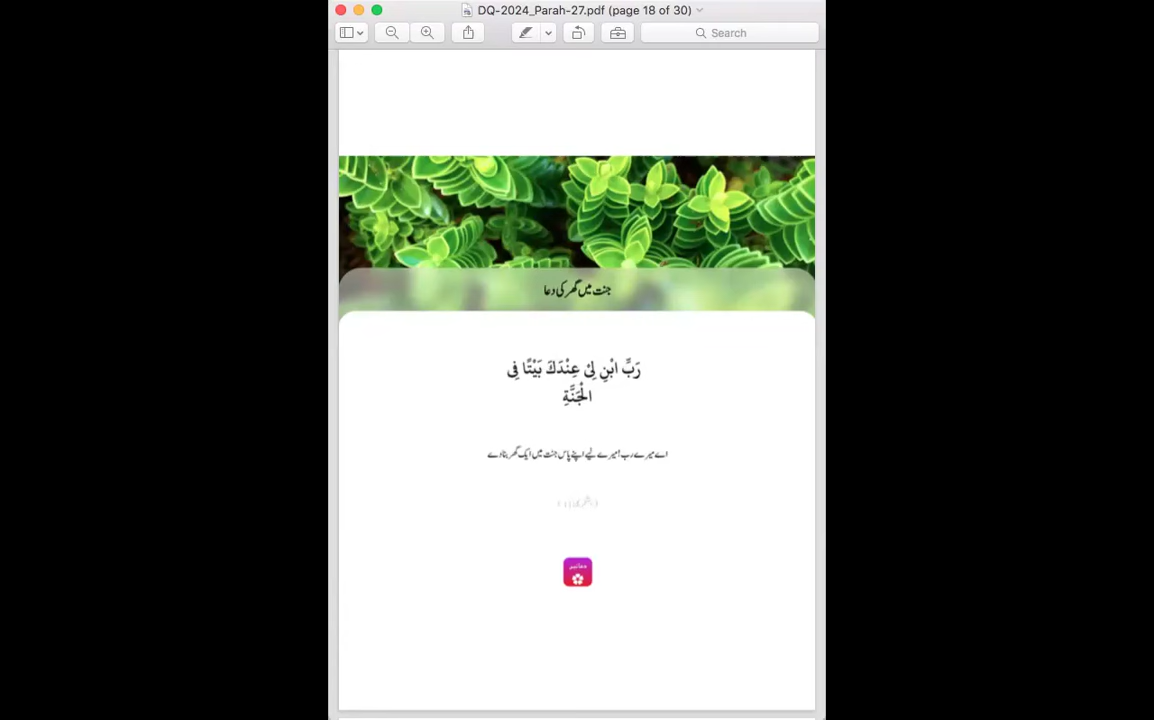 DQ-2024_Parah-27.pdf (page 18 of 30)
Search
جنت میں گھر کی دعا
رَبِّ ابْنِ لِیْ عِنْدَكَ بَیْتًا فِی
الْجَنَّةِ
اے میرے رب! میرے لیے اپنے پاس جنت میں ایک گھر بنا دے
دعائیں